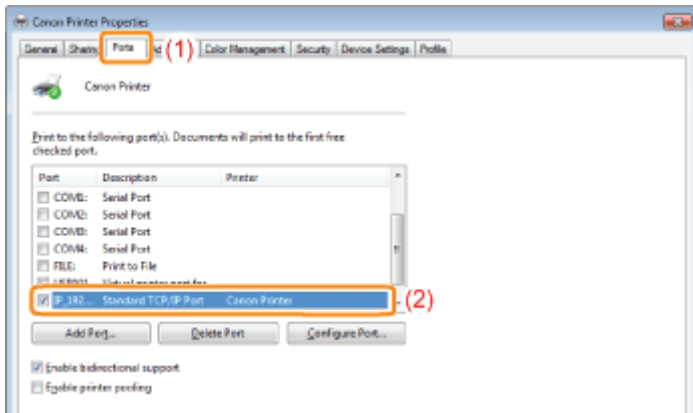 Canon Printer Properties
General Sharing Ports (1) Color Management Security Device Settings Profile
Canon Printer
Print to the following port(s). Documents will print to the first free
checked port.
Port Description Printer
COM1: Serial Port
COM2: Serial Port
COM3: Serial Port
COM4: Serial Port
FILE: Print to File
IP_192... Standard TCP/IP Port Canon Printer (2)
Add Port... Delete Port Configure Port...
Enable bidirectional support
Enable printer pooling